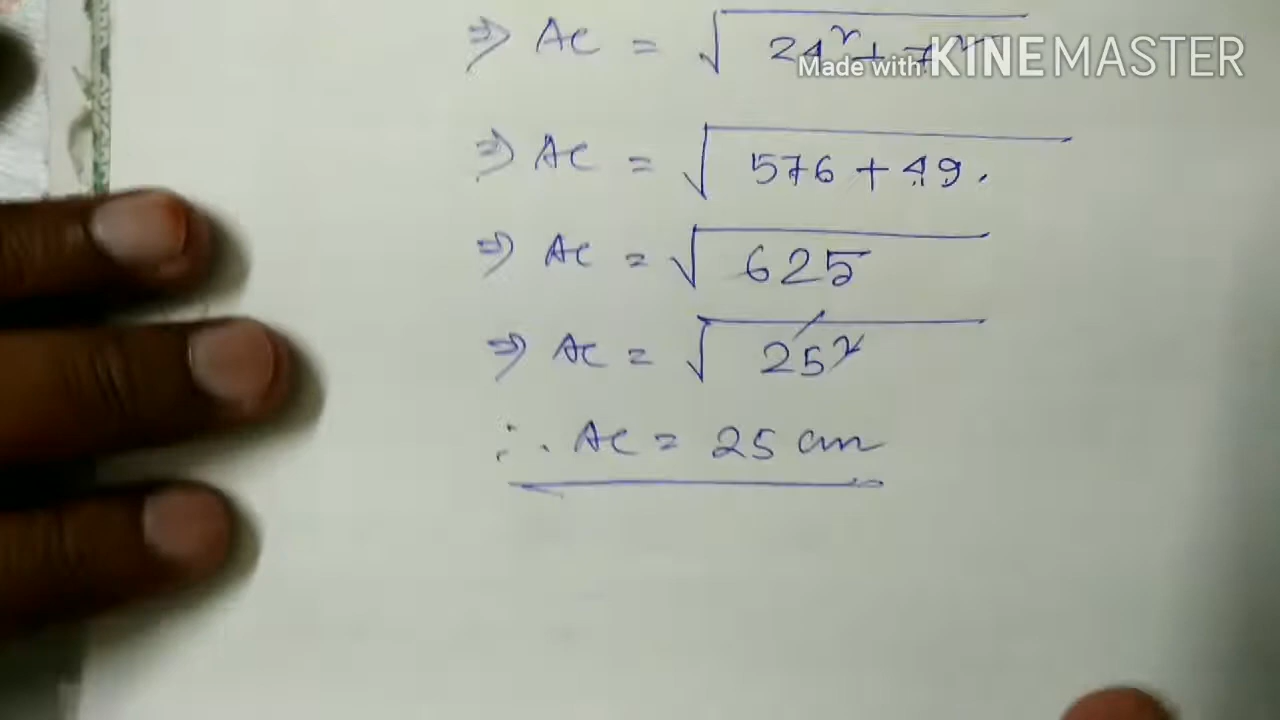 ⇒ AC = √24² + 7²
Made with KINEMASTER
⇒ AC = √576 + 49.
⇒ AC = √625
⇒ AC = √25²
∴ AC = 25 cm